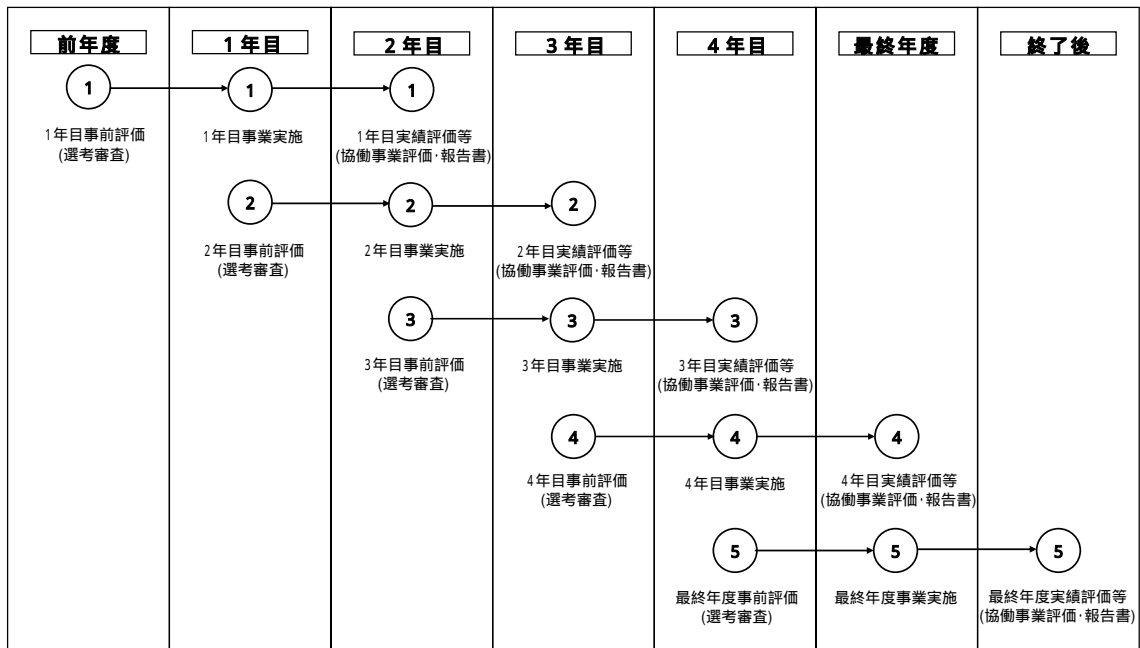 前年度
1年目
2年目
3年目
4年目
最終年度
終了後
1
1
1
1年目事前評価
(選考審査)
1年目事業実施
1年目実績評価等
(協働事業評価・報告書)
2
2
2
2年目事前評価
(選考審査)
2年目事業実施
2年目実績評価等
(協働事業評価・報告書)
3
3
3
3年目事前評価
(選考審査)
3年目事業実施
3年目実績評価等
(協働事業評価・報告書)
4
4
4
4年目事前評価
(選考審査)
4年目事業実施
4年目実績評価等
(協働事業評価・報告書)
5
5
5
最終年度事前評価
(選考審査)
最終年度事業実施
最終年度実績評価等
(協働事業評価・報告書)